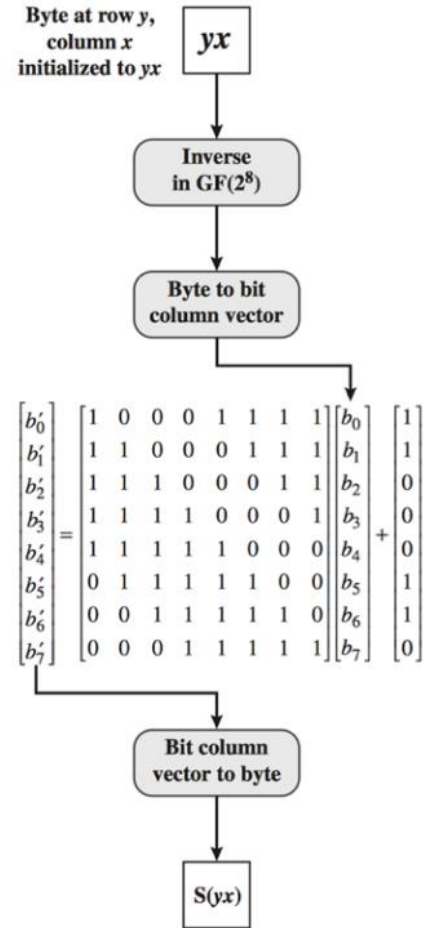 Byte at row y,
column x
initialized to yx
yx
Inverse
in GF(2⁸)
Byte to bit
column vector
[b′₀] [1 0 0 0 1 1 1 1] [b₀] [1]
[b′₁] [1 1 0 0 0 1 1 1] [b₁] [1]
[b′₂] [1 1 1 0 0 0 1 1] [b₂] [0]
[b′₃] [1 1 1 1 0 0 0 1] [b₃] [0]
[b′₄] = [1 1 1 1 1 0 0 0] [b₄] + [0]
[b′₅] [0 1 1 1 1 1 0 0] [b₅] [1]
[b′₆] [0 0 1 1 1 1 1 0] [b₆] [1]
[b′₇] [0 0 0 1 1 1 1 1] [b₇] [0]
Bit column
vector to byte
S(yx)